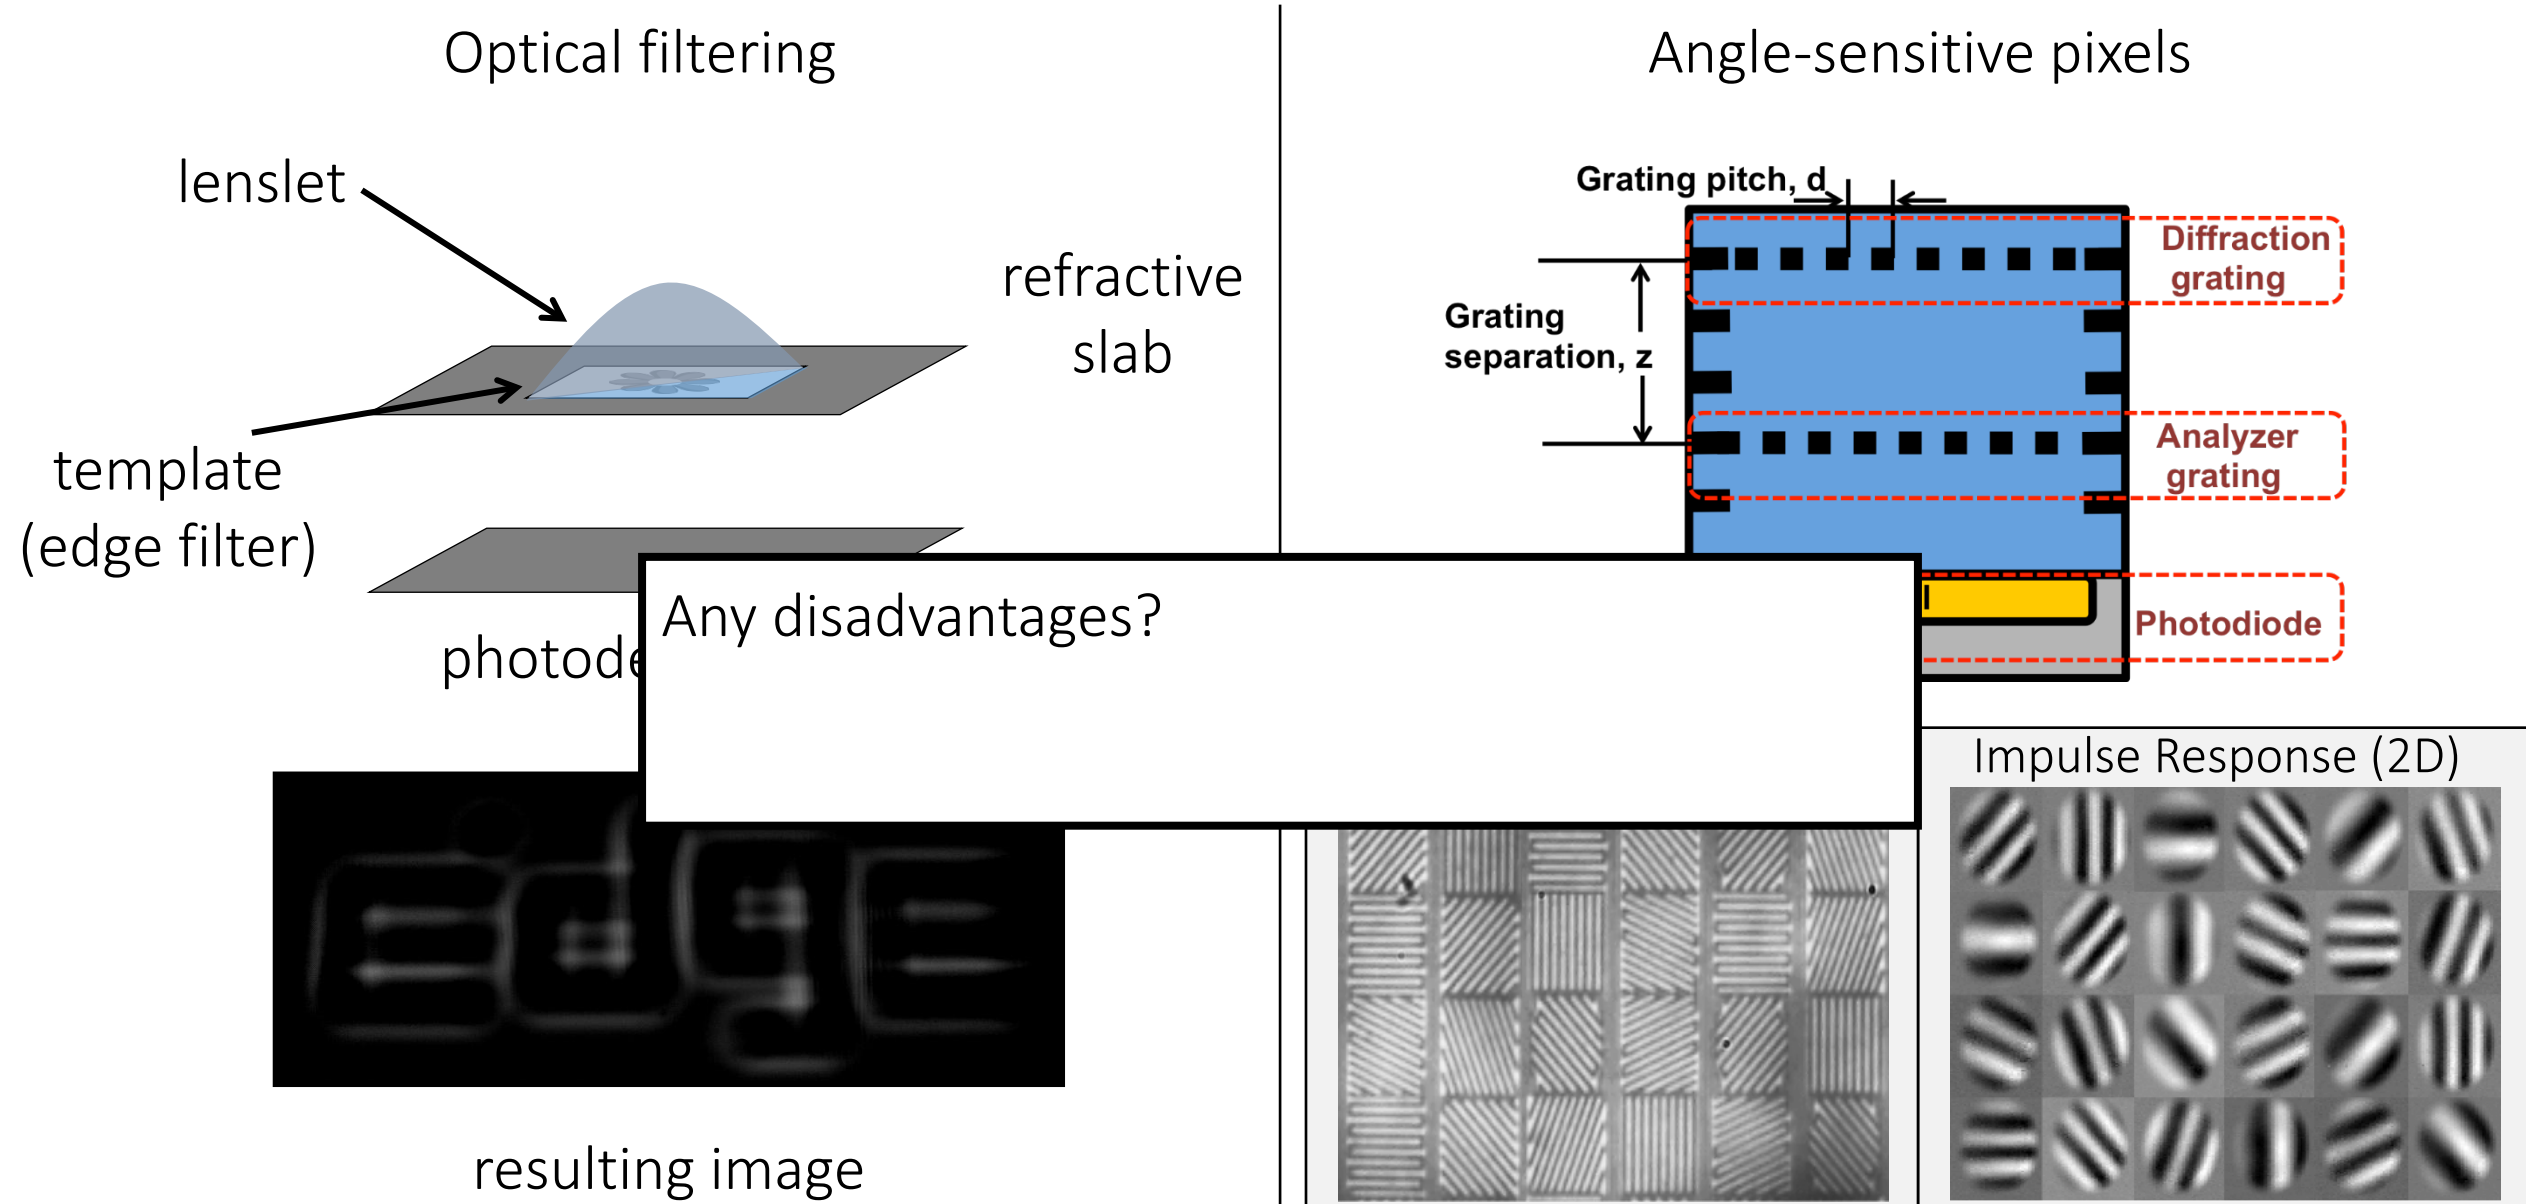 Optical filtering
lenslet
refractive
slab
template
(edge filter)
Any disadvantages?
resulting image
Angle-sensitive pixels
Grating pitch, d
Diffraction
grating
Grating
separation, z
Analyzer
grating
Photodiode
Impulse Response (2D)